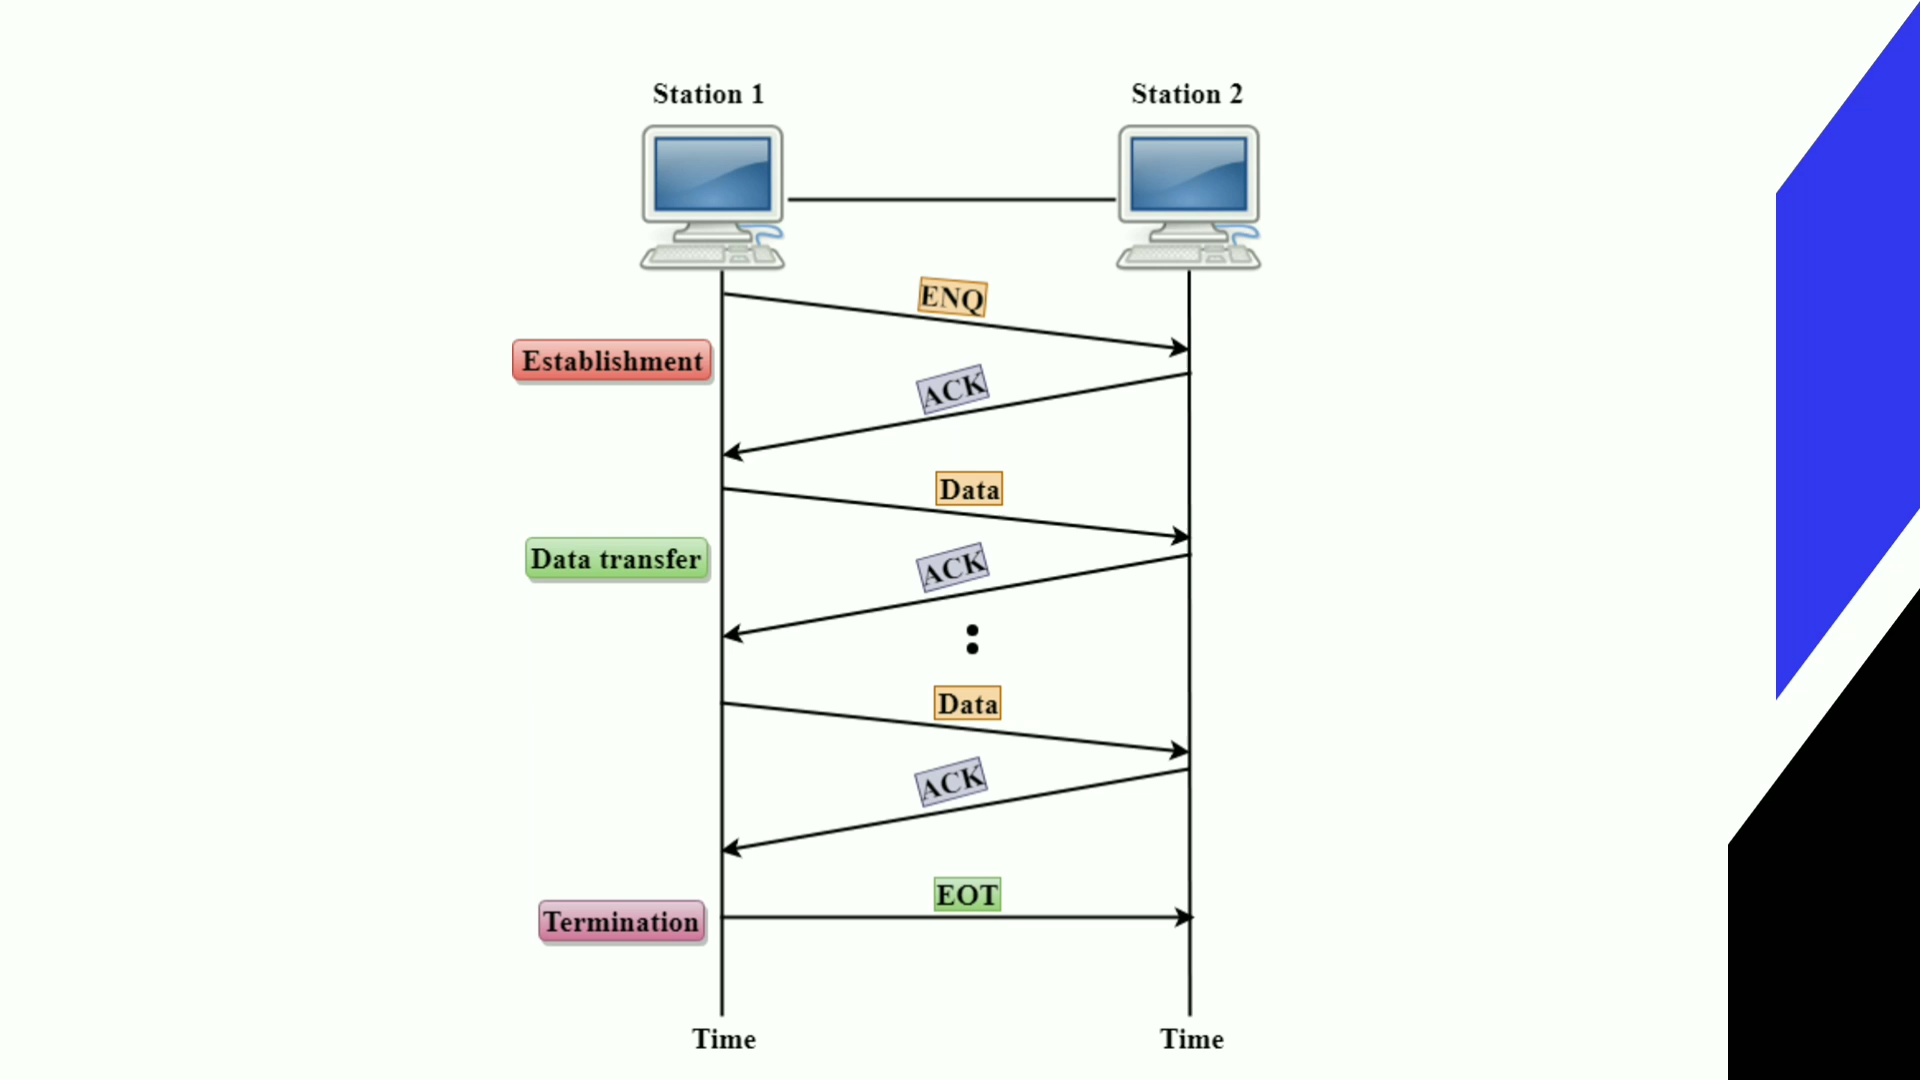 Station 1
Station 2
ENQ
Establishment
ACK
Data
Data transfer
ACK
Data
ACK
EOT
Termination
Time
Time